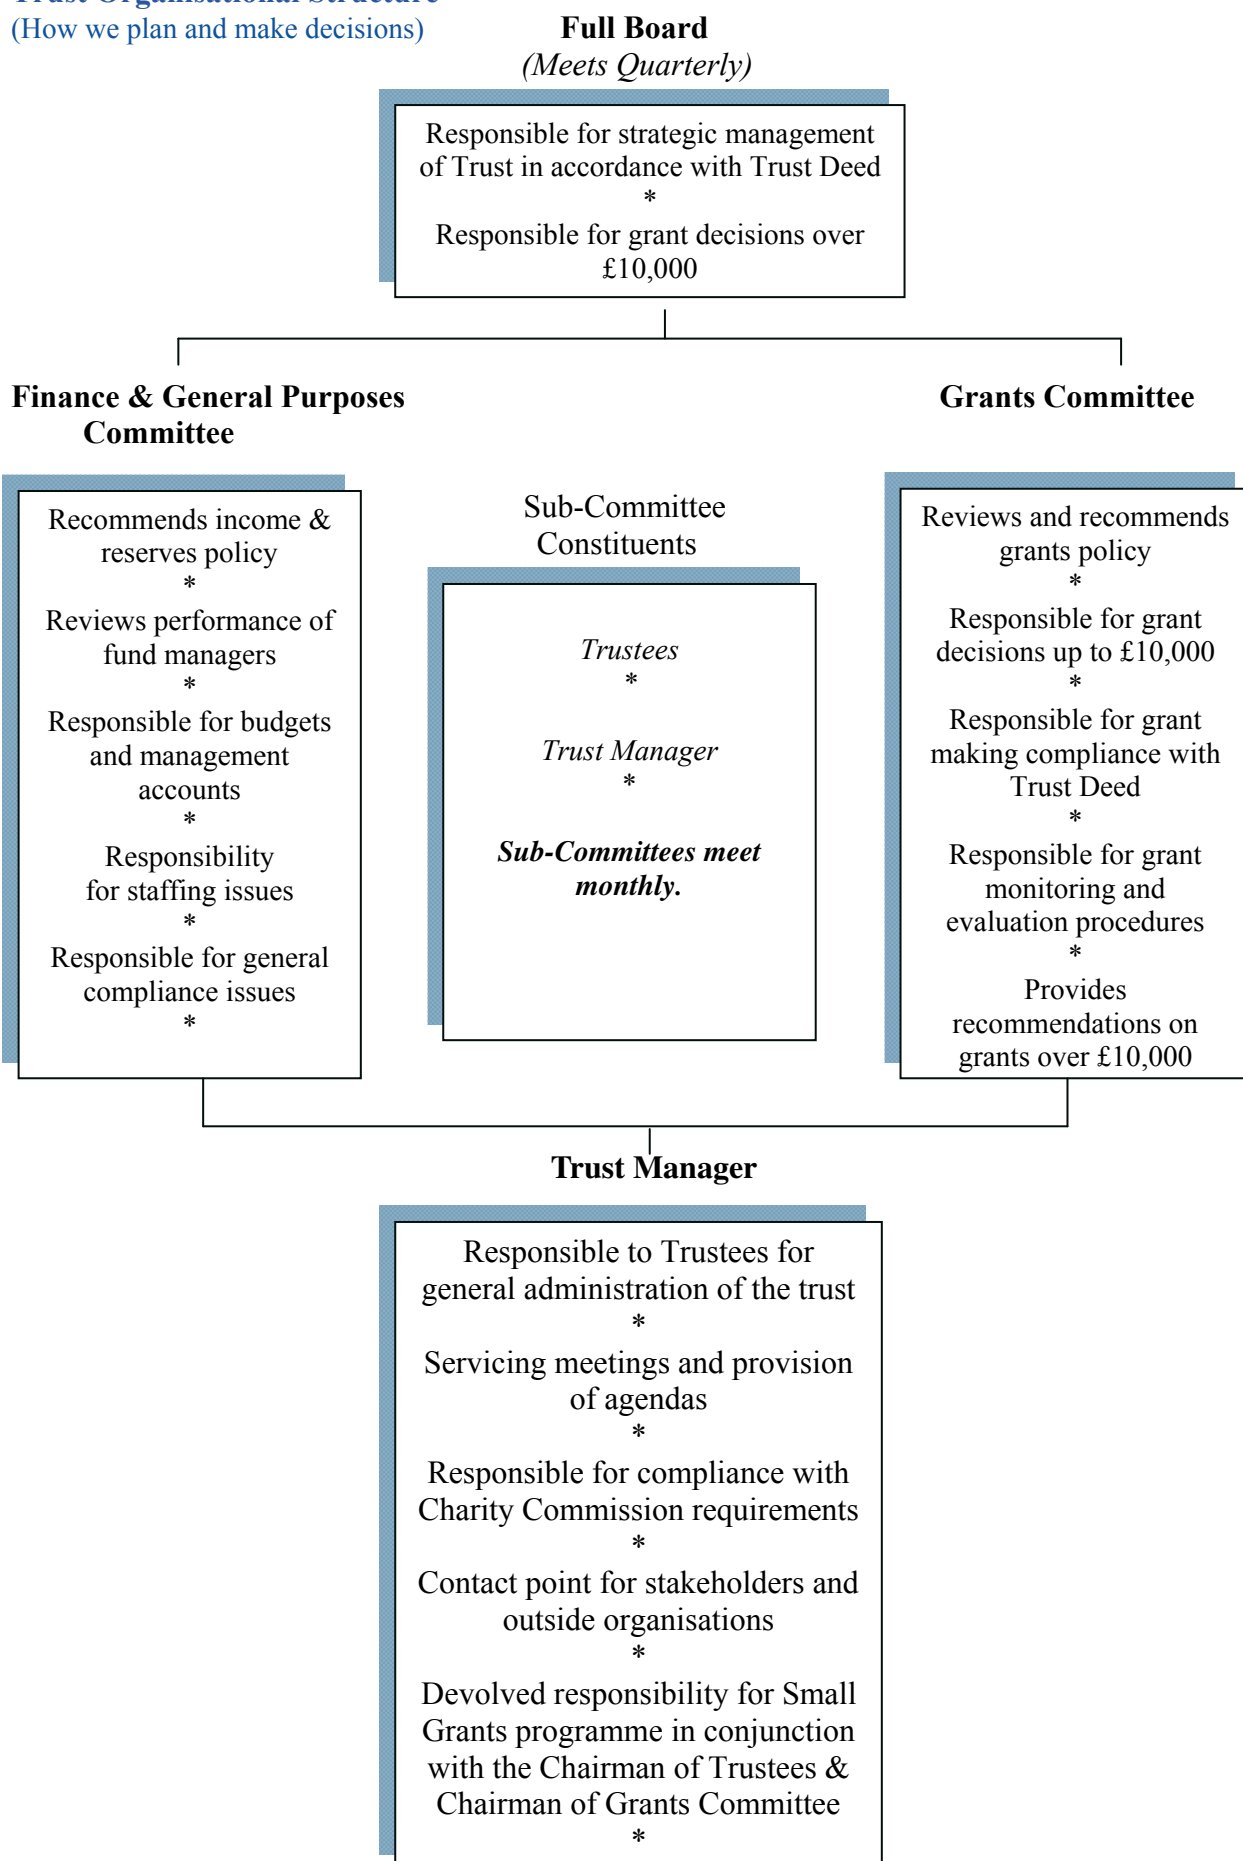 Trust Organisational Structure
(How we plan and make decisions)
Full Board
(Meets Quarterly)
Responsible for strategic management
of Trust in accordance with Trust Deed
*
Responsible for grant decisions over
£10,000
Finance & General Purposes
Committee
Recommends income &
reserves policy
*
Reviews performance of
fund managers
*
Responsible for budgets
and management
accounts
*
Responsibility
for staffing issues
*
Responsible for general
compliance issues
*
Sub-Committee
Constituents
Trustees
*
Trust Manager
*
Sub-Committees meet
monthly.
Grants Committee
Reviews and recommends
grants policy
*
Responsible for grant
decisions up to £10,000
*
Responsible for grant
making compliance with
Trust Deed
*
Responsible for grant
monitoring and
evaluation procedures
*
Provides
recommendations on
grants over £10,000
Trust Manager
Responsible to Trustees for
general administration of the trust
*
Servicing meetings and provision
of agendas
*
Responsible for compliance with
Charity Commission requirements
*
Contact point for stakeholders and
outside organisations
*
Devolved responsibility for Small
Grants programme in conjunction
with the Chairman of Trustees &
Chairman of Grants Committee
*